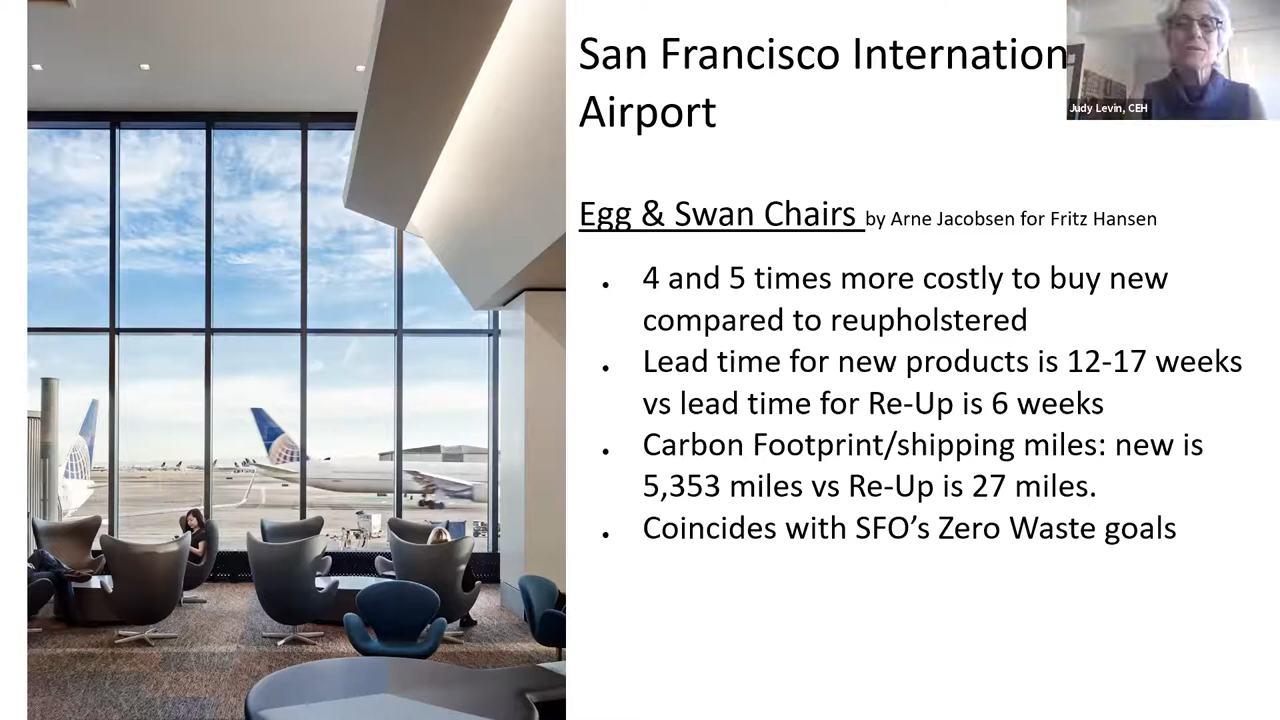 San Francisco Internation
Airport
Judy Levin, CEH
Egg & Swan Chairs by Arne Jacobsen for Fritz Hansen
• 4 and 5 times more costly to buy new
compared to reupholstered
• Lead time for new products is 12-17 weeks
vs lead time for Re-Up is 6 weeks
• Carbon Footprint/shipping miles: new is
5,353 miles vs Re-Up is 27 miles.
• Coincides with SFO’s Zero Waste goals